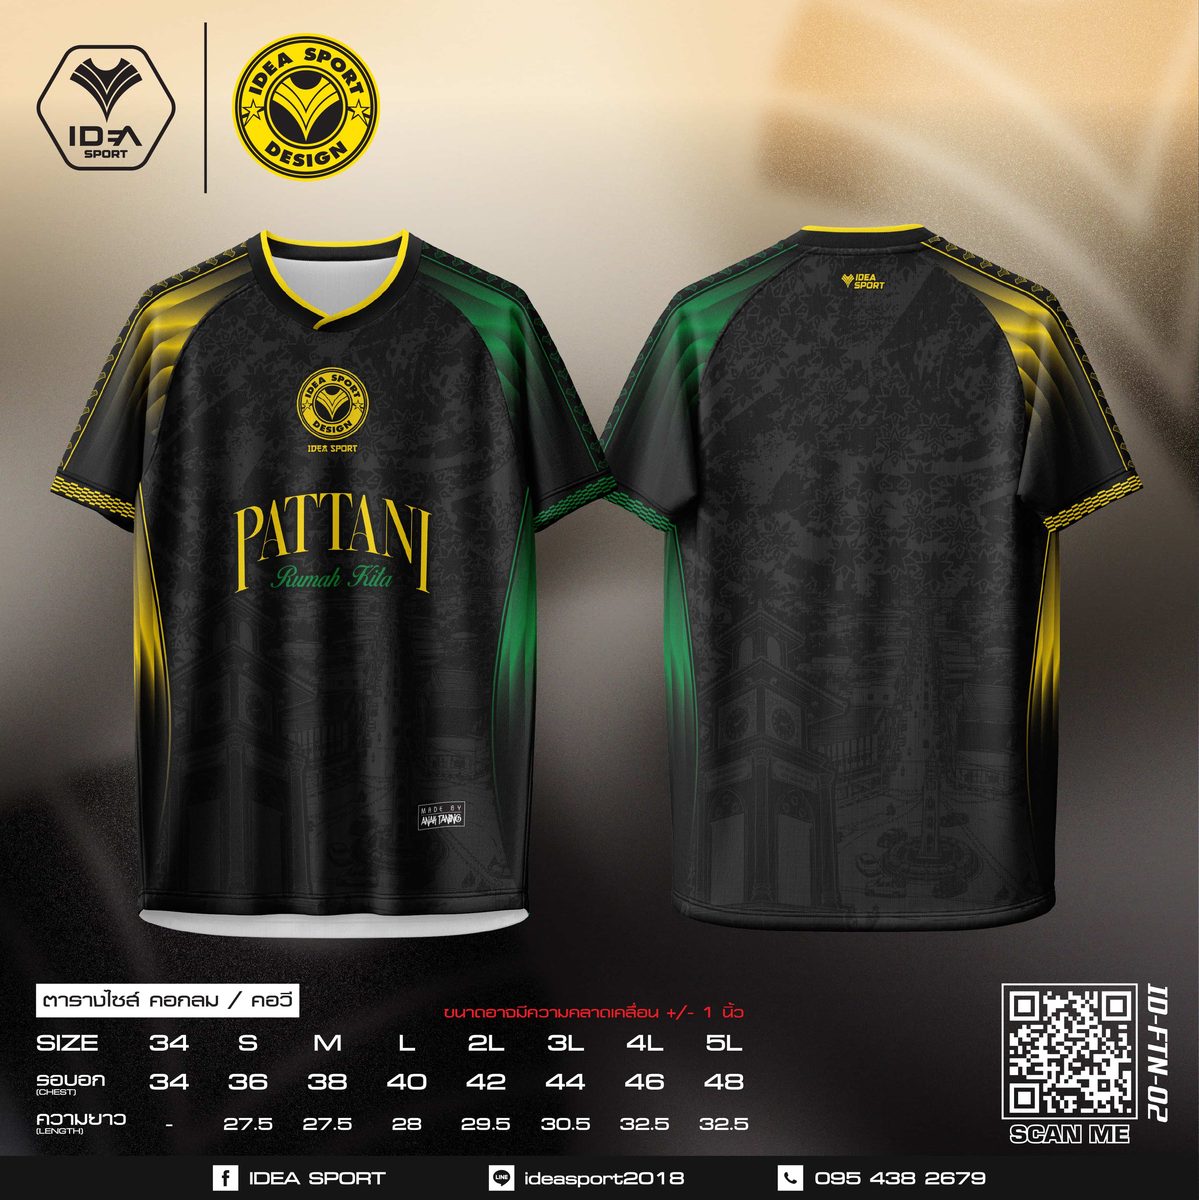 IDEA
SPORT
IDEA SPORT
DESIGN
IDEA SPORT
DESIGN
IDEA SPORT
PATTANI
Rumah Kita
MADE BY
ANAK TANING
IDEA
SPORT
ตารางไซส์ คอกลม / คอวี
ขนาดอาจมีความคลาดเคลื่อน +/- 1 นิ้ว
SIZE 34 S M L 2L 3L 4L 5L
รอบอก 34 36 38 40 42 44 46 48
(CHEST)
ความยาว - 27.5 27.5 28 29.5 30.5 32.5 32.5
(LENGTH)
ID-FTN-02
SCAN ME
IDEA SPORT
LINE
ideasport2018
095 438 2679